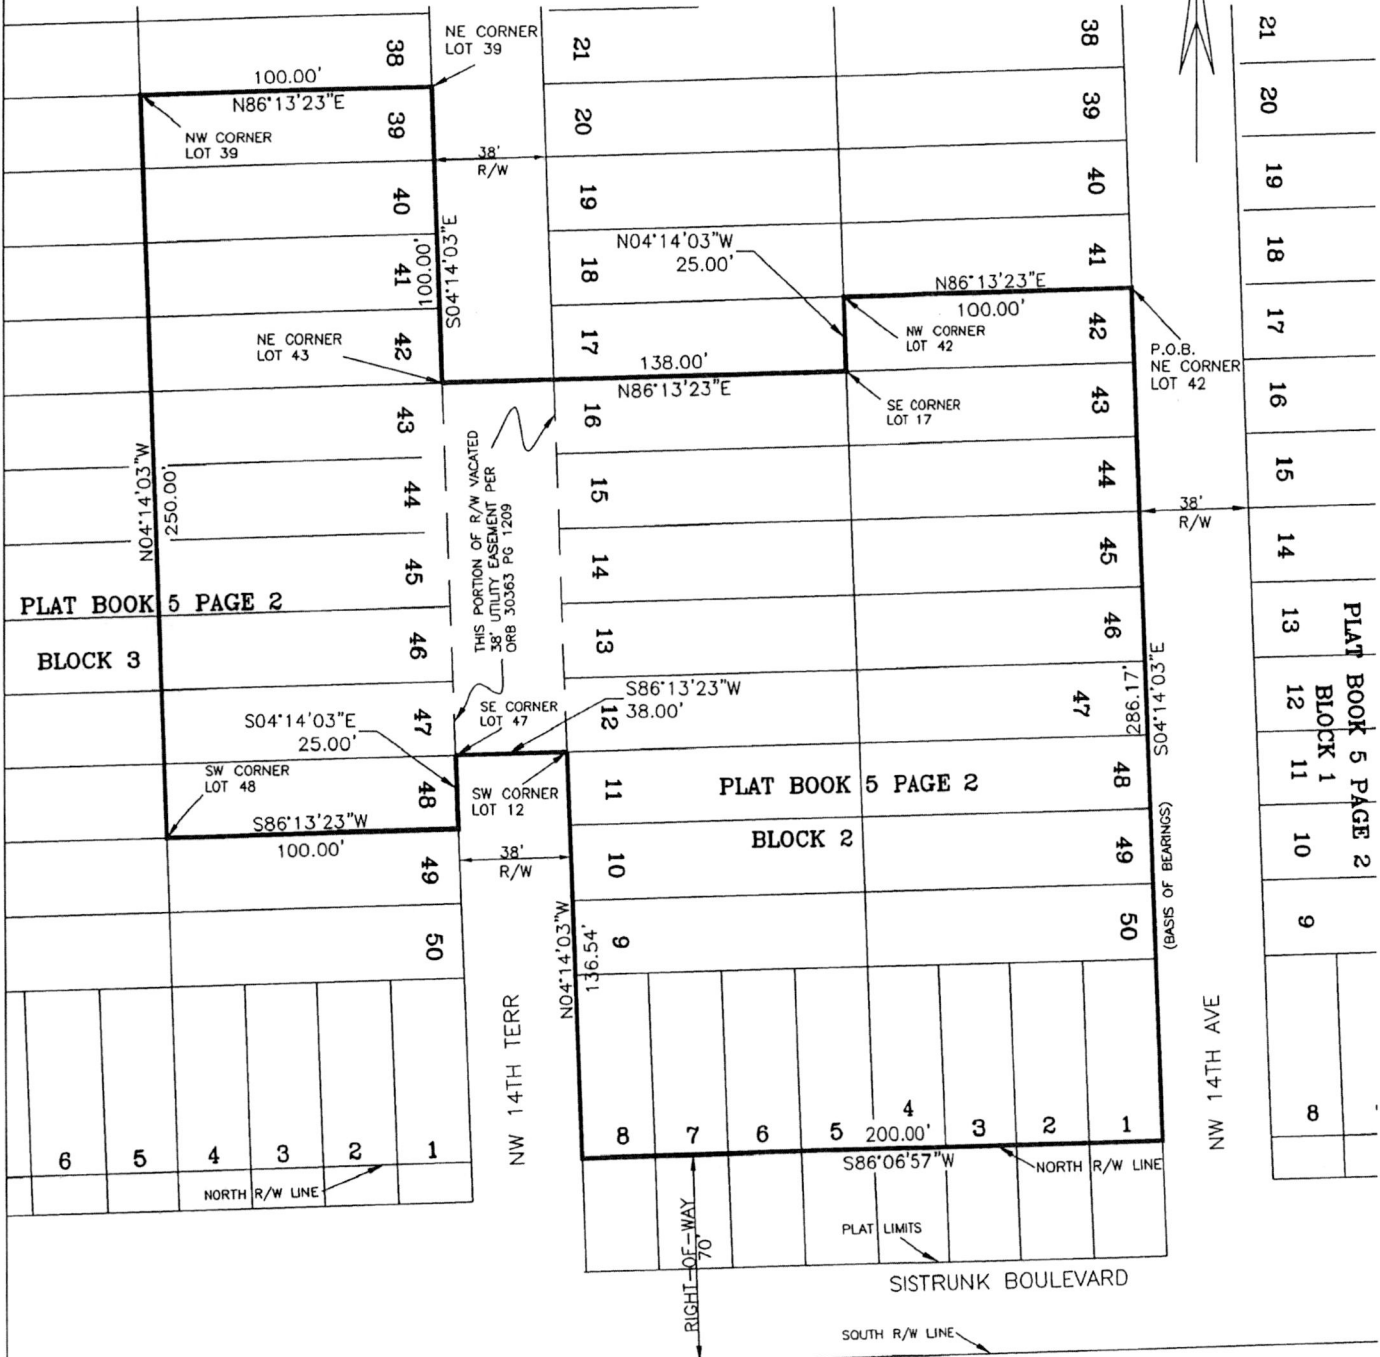 38
39
40
41
42
43
44
45
46
47
48
49
50
NE CORNER
LOT 39
100.00'
N86°13'23"E
NW CORNER
LOT 39
38'
R/W
S04°14'03"E
100.00'
NE CORNER
LOT 43
N04°14'03"W
250.00'
PLAT BOOK 5 PAGE 2
BLOCK 3
THIS PORTION OF R/W VACATED
38' UTILITY EASEMENT PER
ORB 30363 PG 1209
S04°14'03"E
25.00'
SE CORNER
LOT 47
SW CORNER
LOT 48
S86°13'23"W
100.00'
S86°13'23"W
38.00'
SW CORNER
LOT 12
38'
R/W
N04°14'03"W
136.54'
NW 14TH TERR
6
5
4
3
2
1
NORTH R/W LINE
21
20
19
18
17
16
15
14
13
12
11
10
9
N04°14'03"W
25.00'
138.00'
N86°13'23"E
N86°13'23"E
100.00'
NW CORNER
LOT 42
SE CORNER
LOT 17
38
39
40
41
42
43
44
45
46
47
48
49
50
P.O.B.
NE CORNER
LOT 42
38'
R/W
286.17'
S04°14'03"E
(BASIS OF BEARINGS)
PLAT BOOK 5 PAGE 2
BLOCK 2
8
7
6
5
4
3
2
1
200.00'
S86°06'57"W
NORTH R/W LINE
RIGHT-OF-WAY
70'
PLAT LIMITS
SISTRUNK BOULEVARD
SOUTH R/W LINE
NW 14TH AVE
21
20
19
18
17
16
15
14
13
12
11
10
9
8
PLAT BOOK 5 PAGE 2
BLOCK 1